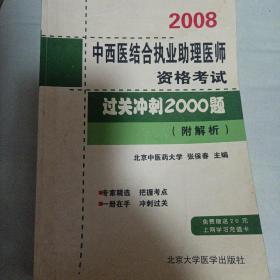 2008
中西医结合执业助理医师
资格考试
过关冲刺2000题
(附解析)
北京中医药大学 张保春 主编
专家精选 把握考点
一册在手 冲刺过关
免费赠送20元
上网学习充值卡
北京大学医学出版社